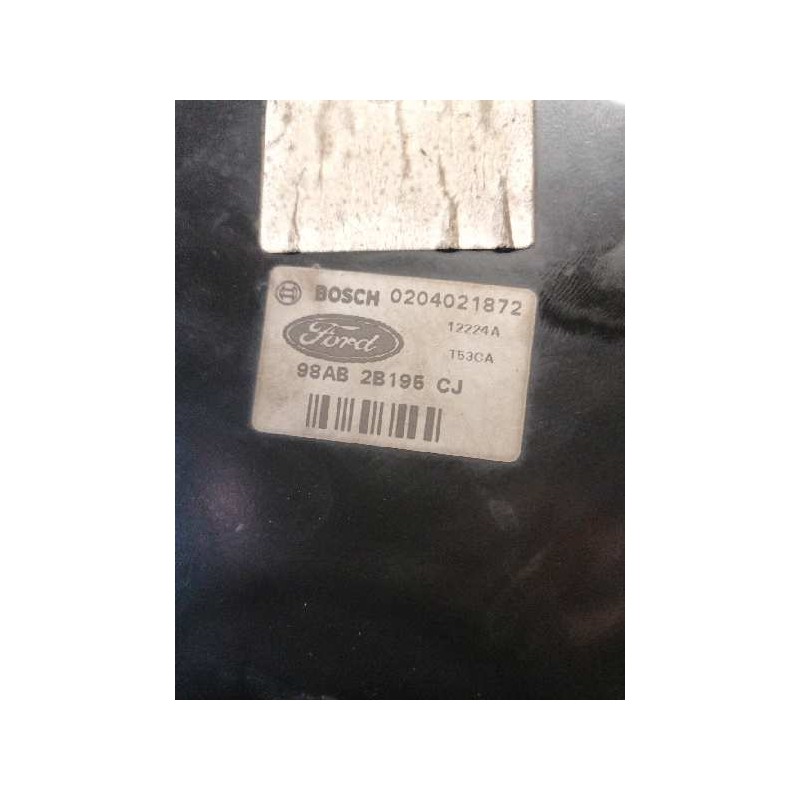 BOSCH 0204021872
12224A
Ford
T53CA
98AB 2B195 CJ